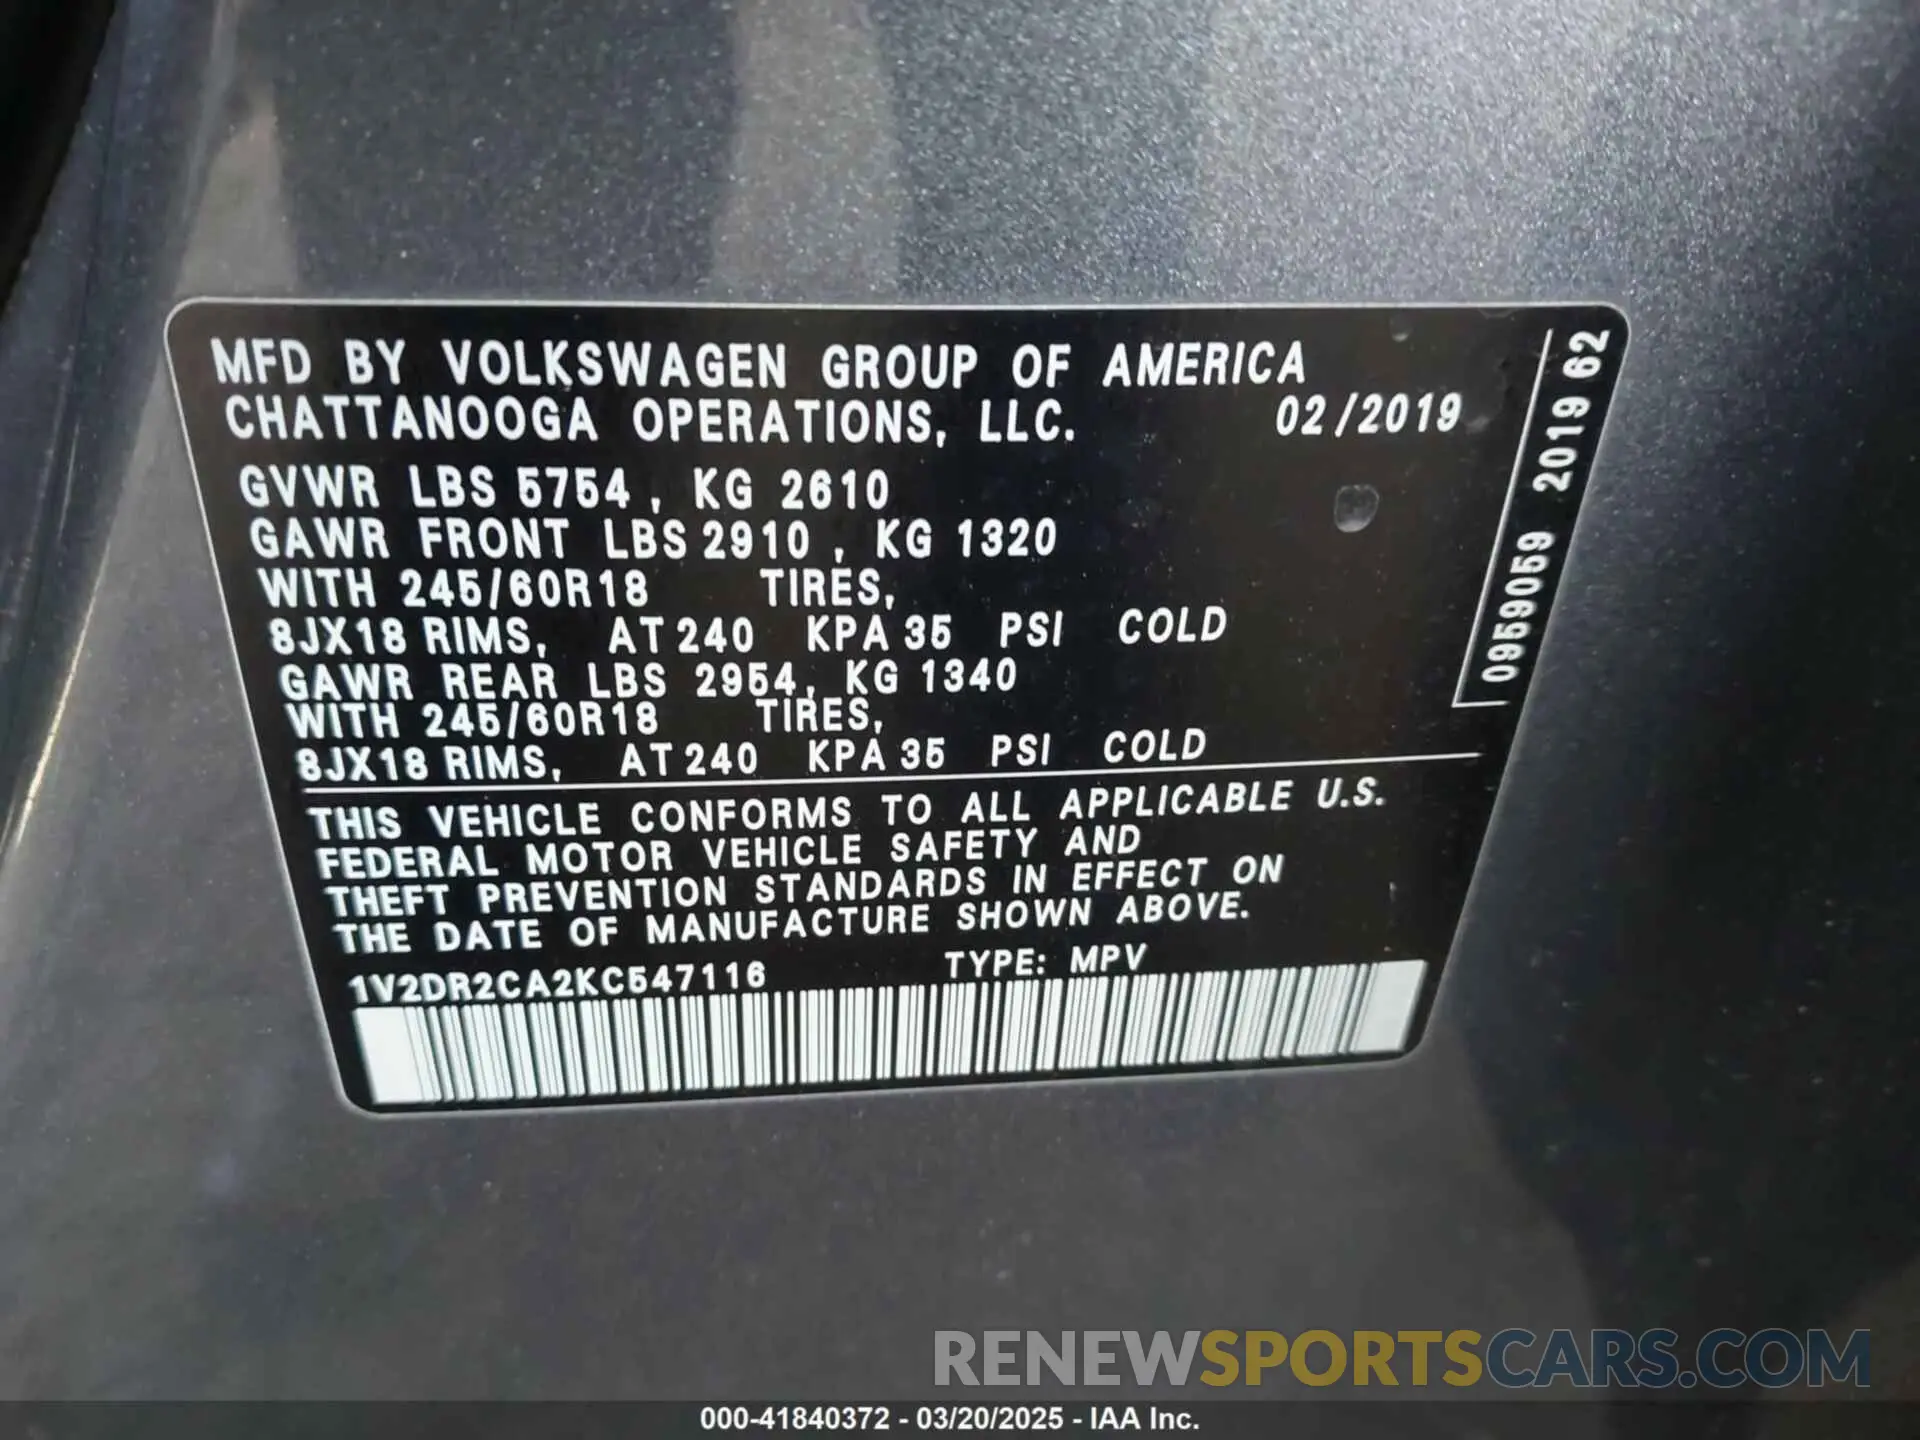 MFD BY VOLKSWAGEN GROUP OF AMERICA
CHATTANOOGA OPERATIONS, LLC. 02/2019
GVWR LBS 5754 , KG 2610
GAWR FRONT LBS 2910 , KG 1320
WITH 245/60R18 TIRES,
8JX18 RIMS, AT 240 KPA 35 PSI COLD
GAWR REAR LBS 2954, KG 1340
WITH 245/60R18 TIRES,
8JX18 RIMS, AT 240 KPA 35 PSI COLD
THIS VEHICLE CONFORMS TO ALL APPLICABLE U.S.
FEDERAL MOTOR VEHICLE SAFETY AND
THEFT PREVENTION STANDARDS IN EFFECT ON
THE DATE OF MANUFACTURE SHOWN ABOVE.
1V2DR2CA2KC547116 TYPE: MPV
0959059 2019 62
RENEWSPORTSCARS.COM
000-41840372 - 03/20/2025 - IAA Inc.